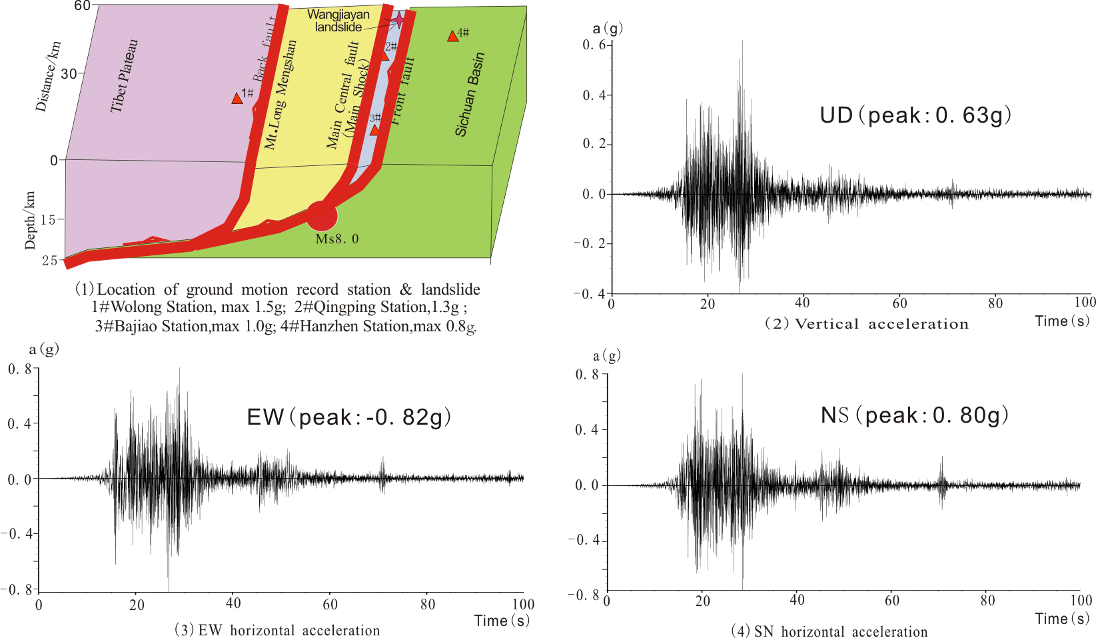 60
30
0
15
25
Distance/km
Depth/km
Tibet Plateau
1#
Back fault
Mt.Long Mengshan
Wangjiayan
landslide
Main Central fault
(Main Shock)
2#
3#
Front fault
4#
Sichuan Basin
Ms8. 0
(1) Location of ground motion record station & landslide
1#Wolong Station, max 1.5g; 2#Qingping Station,1.3g ;
3#Bajiao Station,max 1.0g; 4#Hanzhen Station,max 0.8g.
a(g)
0. 6
0. 4
0. 2
0.0
-0. 2
-0. 4
UD(peak:0. 63g)
0 20 40 60 80 100
Time(s)
(2) Vertical acceleration
a(g)
0. 8
0. 4
0. 0
-0. 4
-0. 8
EW(peak:-0. 82g)
0 20 40 60 80 100
Time(s)
(3) EW horizontal acceleration
a(g)
0. 8
0. 4
0. 0
-0. 4
-0. 8
NS(peak:0. 80g)
0 20 40 60 80 100
Time(s)
(4) SN horizontal acceleration